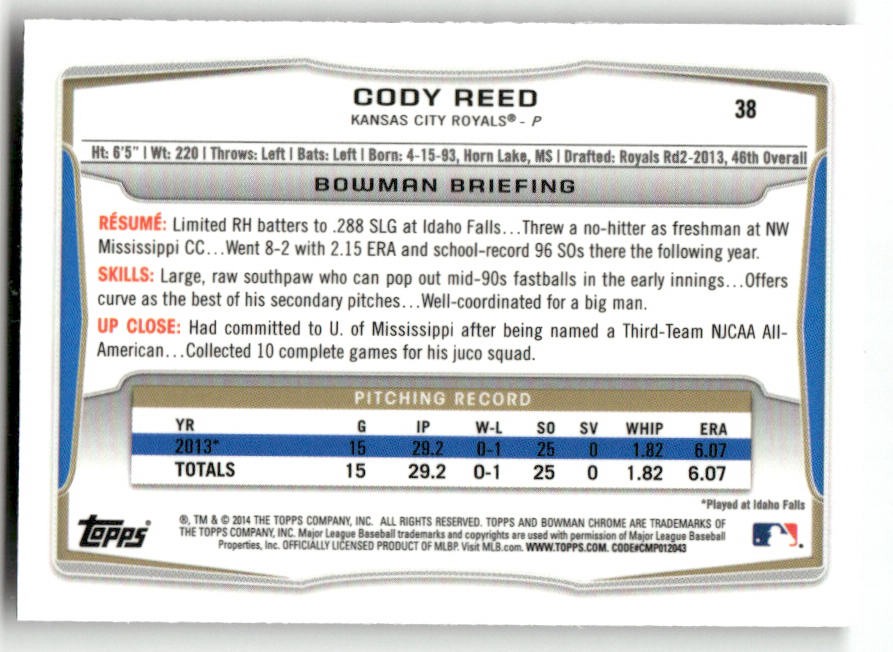 CODY REED
KANSAS CITY ROYALS® - P
38
Ht: 6'5" | Wt: 220 | Throws: Left | Bats: Left | Born: 4-15-93, Horn Lake, MS | Drafted: Royals Rd2-2013, 46th Overall
BOWMAN BRIEFING
RÉSUMÉ: Limited RH batters to .288 SLG at Idaho Falls...Threw a no-hitter as freshman at NW
Mississippi CC...Went 8-2 with 2.15 ERA and school-record 96 SOs there the following year.
SKILLS: Large, raw southpaw who can pop out mid-90s fastballs in the early innings...Offers
curve as the best of his secondary pitches...Well-coordinated for a big man.
UP CLOSE: Had committed to U. of Mississippi after being named a Third-Team NJCAA All-
American...Collected 10 complete games for his juco squad.
PITCHING RECORD
YR G IP W-L SO SV WHIP ERA
2013* 15 29.2 0-1 25 0 1.82 6.07
TOTALS 15 29.2 0-1 25 0 1.82 6.07
*Played at Idaho Falls
Topps®
®, TM & © 2014 THE TOPPS COMPANY, INC. ALL RIGHTS RESERVED. TOPPS AND BOWMAN CHROME ARE TRADEMARKS OF
THE TOPPS COMPANY, INC. Major League Baseball trademarks and copyrights are used with permission of Major League Baseball
Properties, Inc. OFFICIALLY LICENSED PRODUCT OF MLBP. Visit MLB.com. WWW.TOPPS.COM. CODE#CMP012043